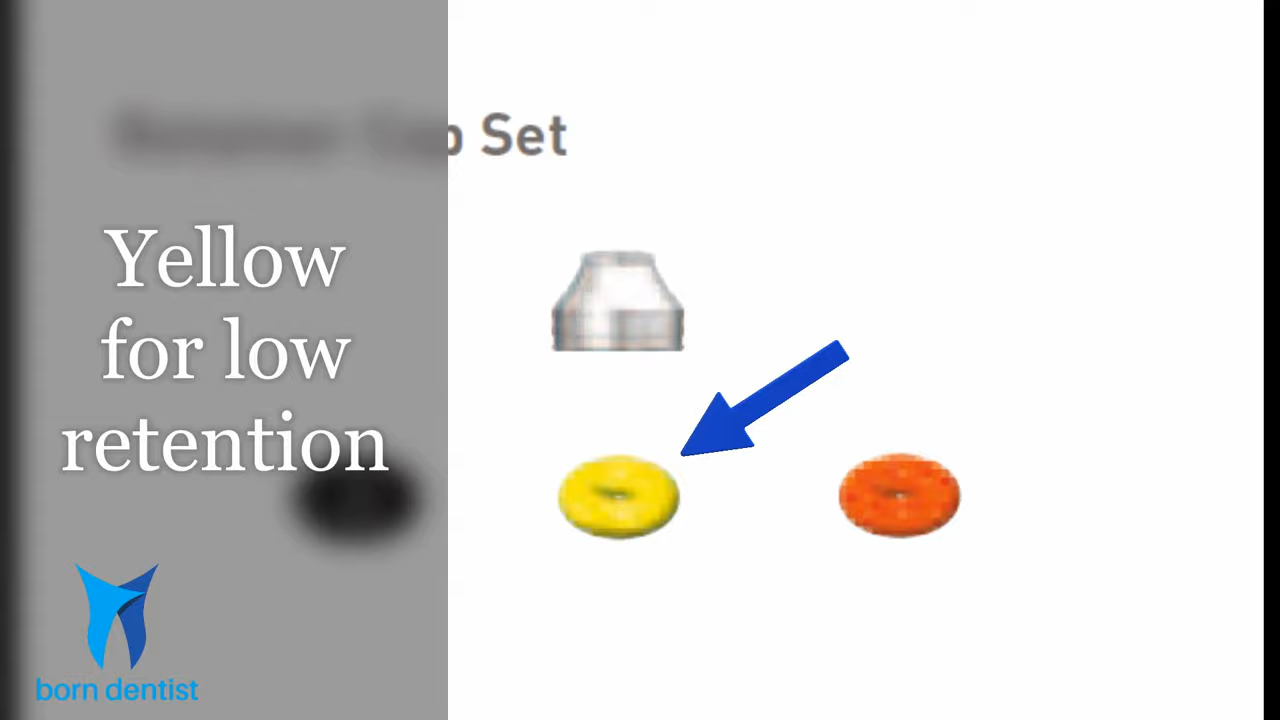 Set
Yellow
for low
retention
born dentist